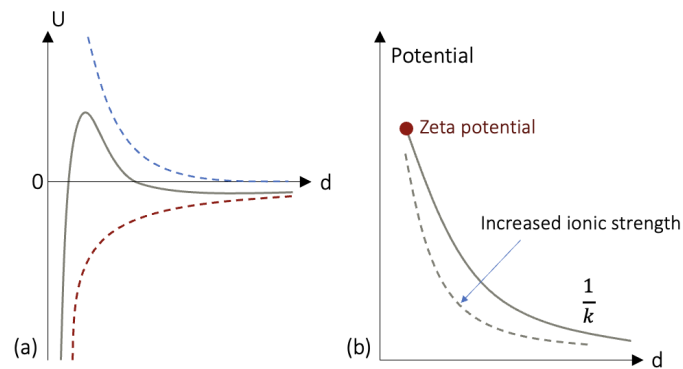 U
0
d
(a)
Potential
Zeta potential
Increased ionic strength
1
k
(b)
d